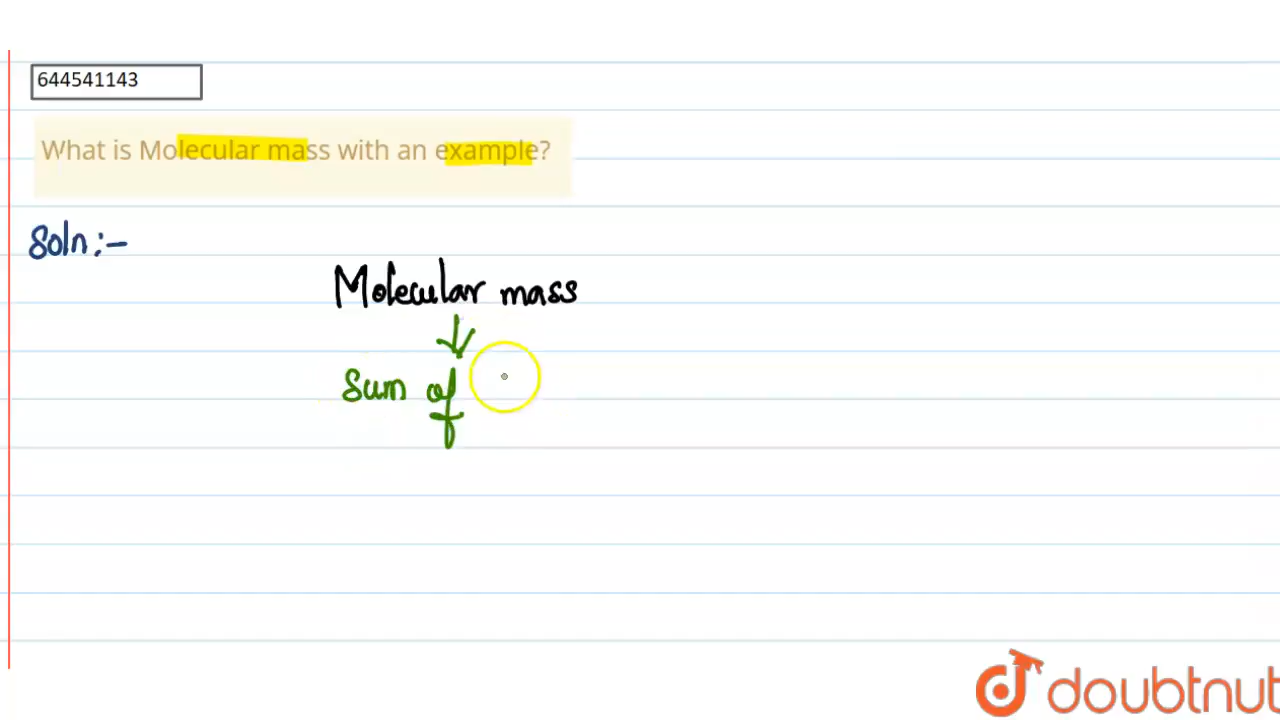 644541143
What is Molecular mass with an example?
Soln:-
Molecular mass
Sum of
doubtnut